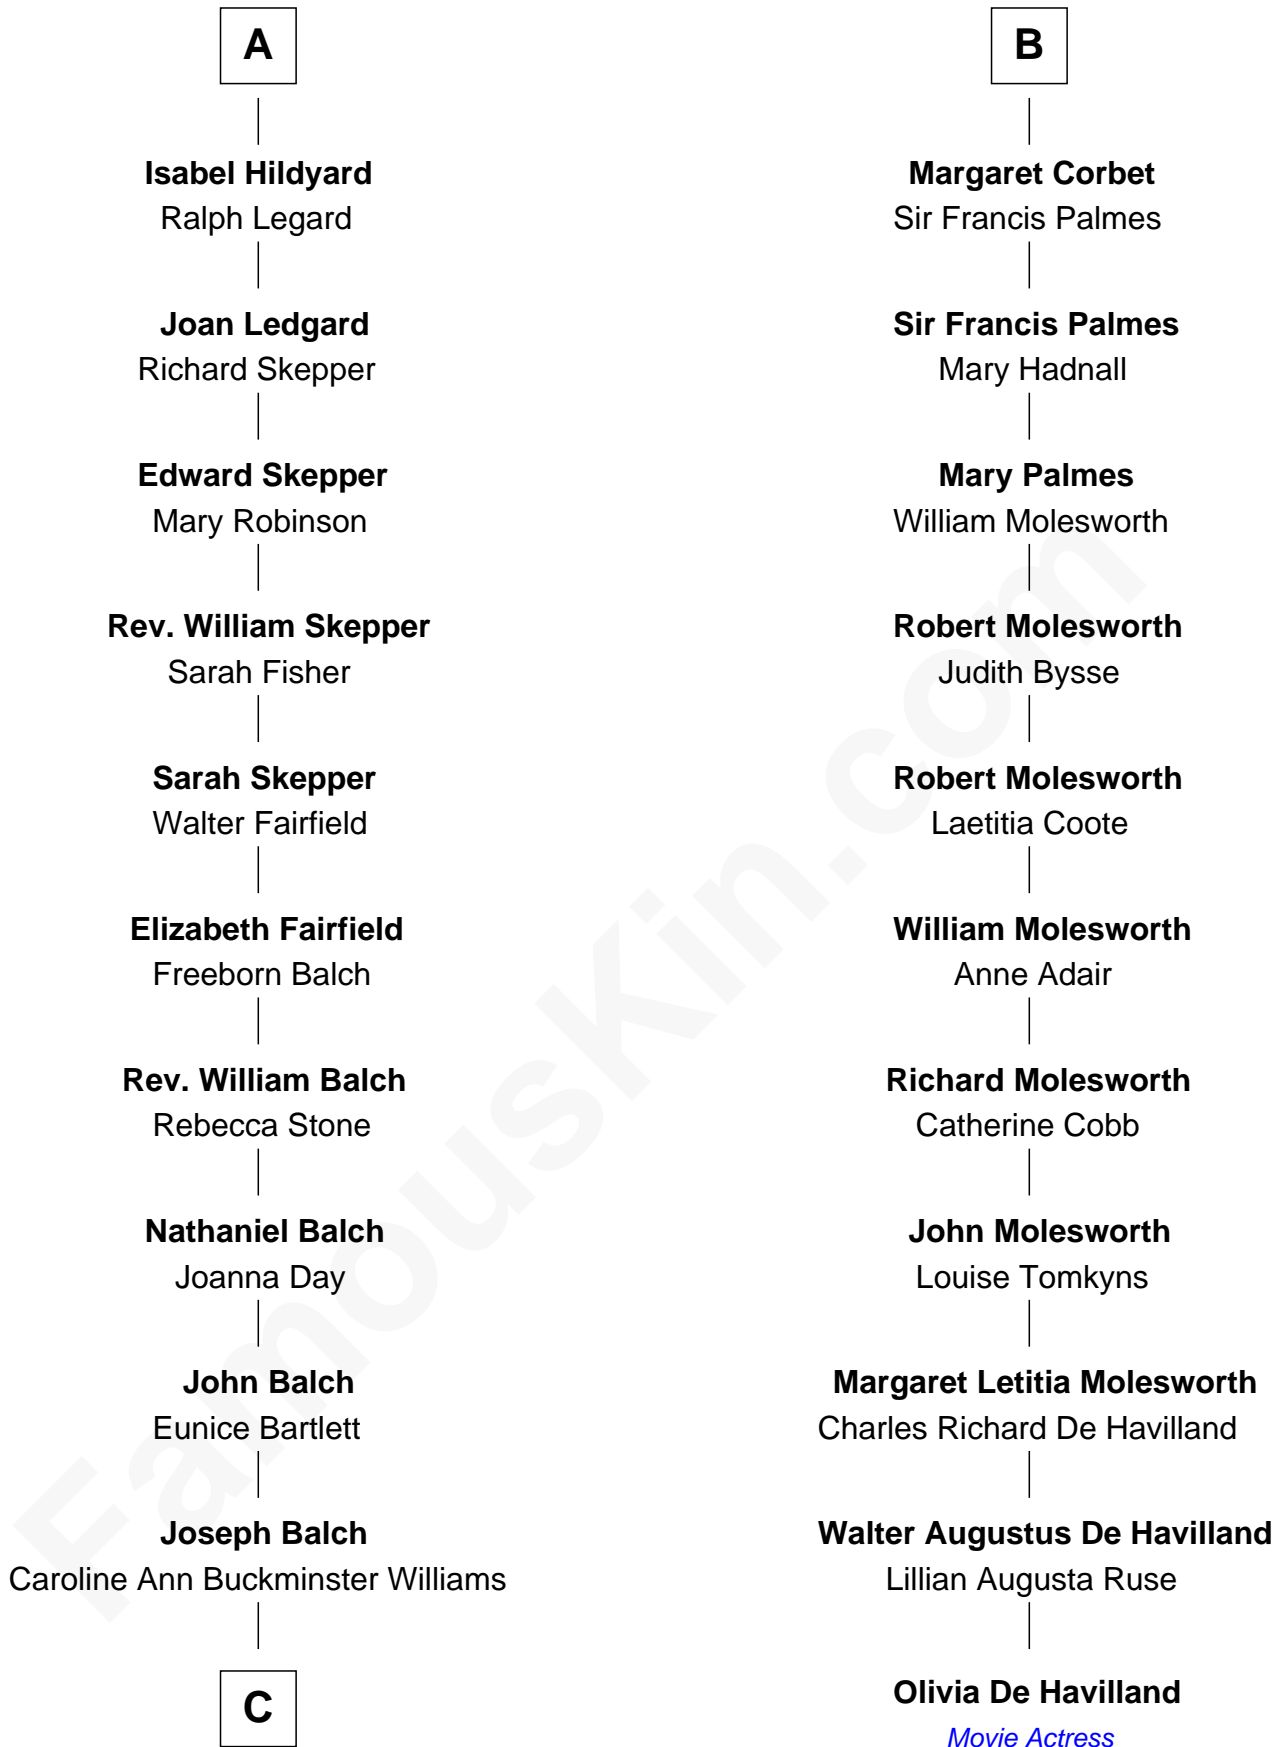 A
Isabel Hildyard
Ralph Legard
Joan Ledgard
Richard Skepper
Edward Skepper
Mary Robinson
Rev. William Skepper
Sarah Fisher
Sarah Skepper
Walter Fairfield
Elizabeth Fairfield
Freeborn Balch
Rev. William Balch
Rebecca Stone
Nathaniel Balch
Joanna Day
John Balch
Eunice Bartlett
Joseph Balch
Caroline Ann Buckminster Williams
C
B
Margaret Corbet
Sir Francis Palmes
Sir Francis Palmes
Mary Hadnall
Mary Palmes
William Molesworth
Robert Molesworth
Judith Bysse
Robert Molesworth
Laetitia Coote
William Molesworth
Anne Adair
Richard Molesworth
Catherine Cobb
John Molesworth
Louise Tomkyns
Margaret Letitia Molesworth
Charles Richard De Havilland
Walter Augustus De Havilland
Lillian Augusta Ruse
Olivia De Havilland
Movie Actress
FamousKin.com